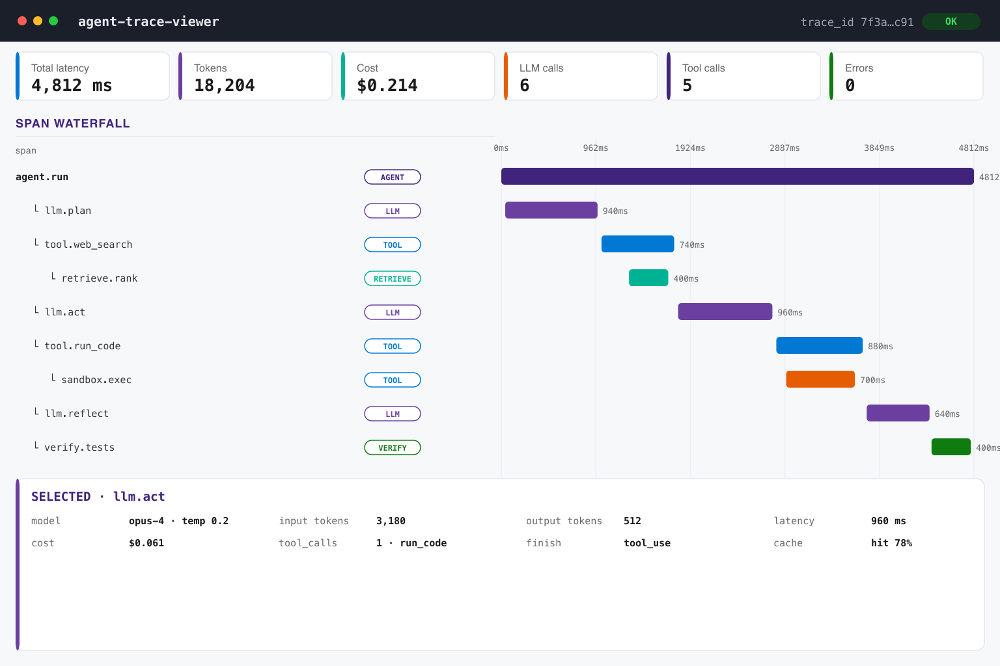 agent-trace-viewer
trace_id 7f3a…c91 OK
Total latency Tokens Cost LLM calls Tool calls Errors
4,812 ms 18,204 $0.214 6 5 0
SPAN WATERFALL
span 0ms 962ms 1924ms 2887ms 3849ms 4812ms
agent.run AGENT 4812
└ llm.plan LLM 940ms
└ tool.web_search TOOL 740ms
└ retrieve.rank RETRIEVE 400ms
└ llm.act LLM 960ms
└ tool.run_code TOOL 880ms
└ sandbox.exec TOOL 700ms
└ llm.reflect LLM 640ms
└ verify.tests VERIFY 400ms
SELECTED · llm.act
model opus-4 · temp 0.2 input tokens 3,180 output tokens 512 latency 960 ms
cost $0.061 tool_calls 1 · run_code finish tool_use cache hit 78%